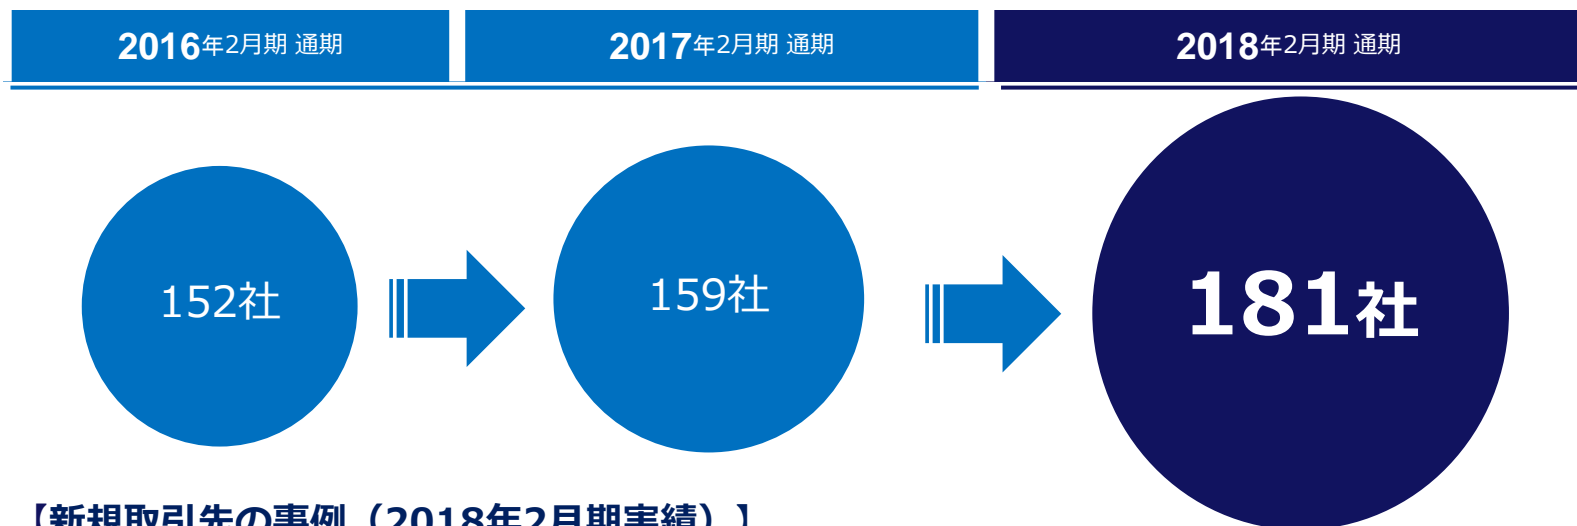 2016年2月期 通期
2017年2月期 通期
2018年2月期 通期
152社
159社
181社
【新規取引先の事例（2018年2月期実績）】